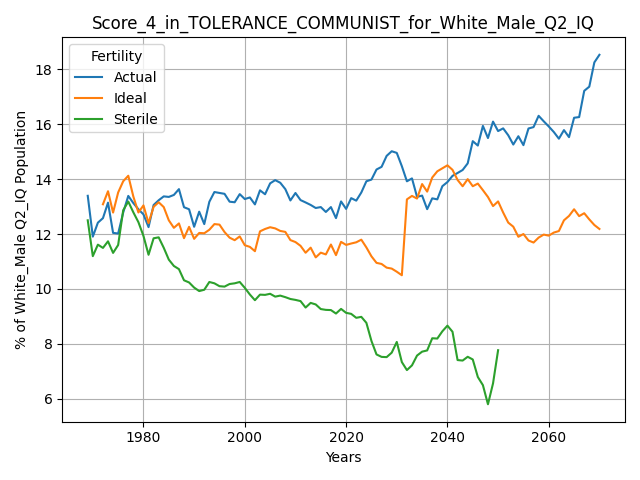 Score_4_in_TOLERANCE_COMMUNIST_for_White_Male_Q2_IQ
Fertility
Actual
Ideal
Sterile
% of White_Male Q2_IQ Population
18
16
14
12
10
8
6
1980
2000
2020
2040
2060
Years